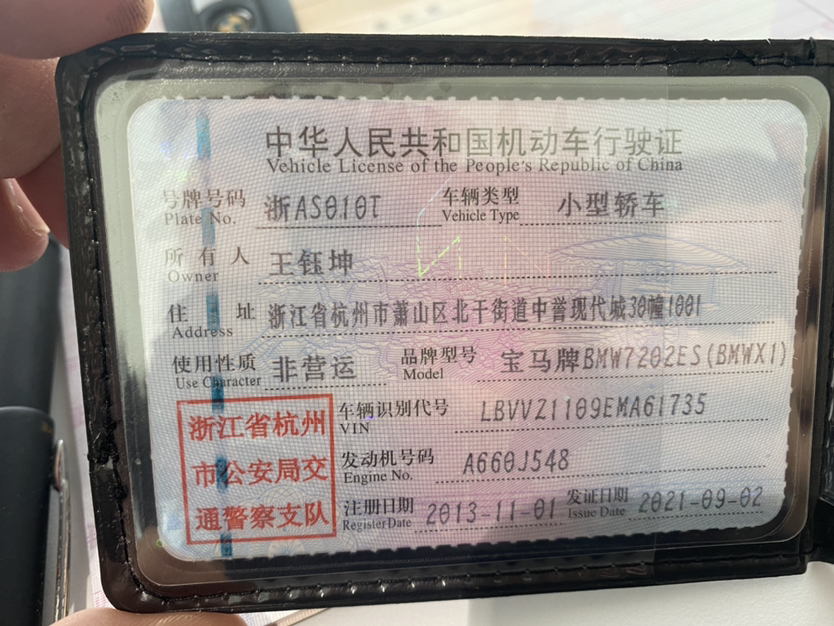 中华人民共和国机动车行驶证
Vehicle License of the People's Republic of China
号牌号码 浙AS010T 车辆类型 小型轿车
Plate No. Vehicle Type
所有人 王钰坤
Owner
住址 浙江省杭州市萧山区北干街道中誉现代城30幢1001
Address
使用性质 非营运 品牌型号 宝马牌BMW7202ES(BMWX1)
Use Character Model
浙江省杭州
市公安局交
通警察支队
车辆识别代号 LBVVZ1109EMA61735
VIN
发动机号码 A660J548
Engine No.
注册日期 2013-11-01 发证日期 2021-09-02
Register Date Issue Date